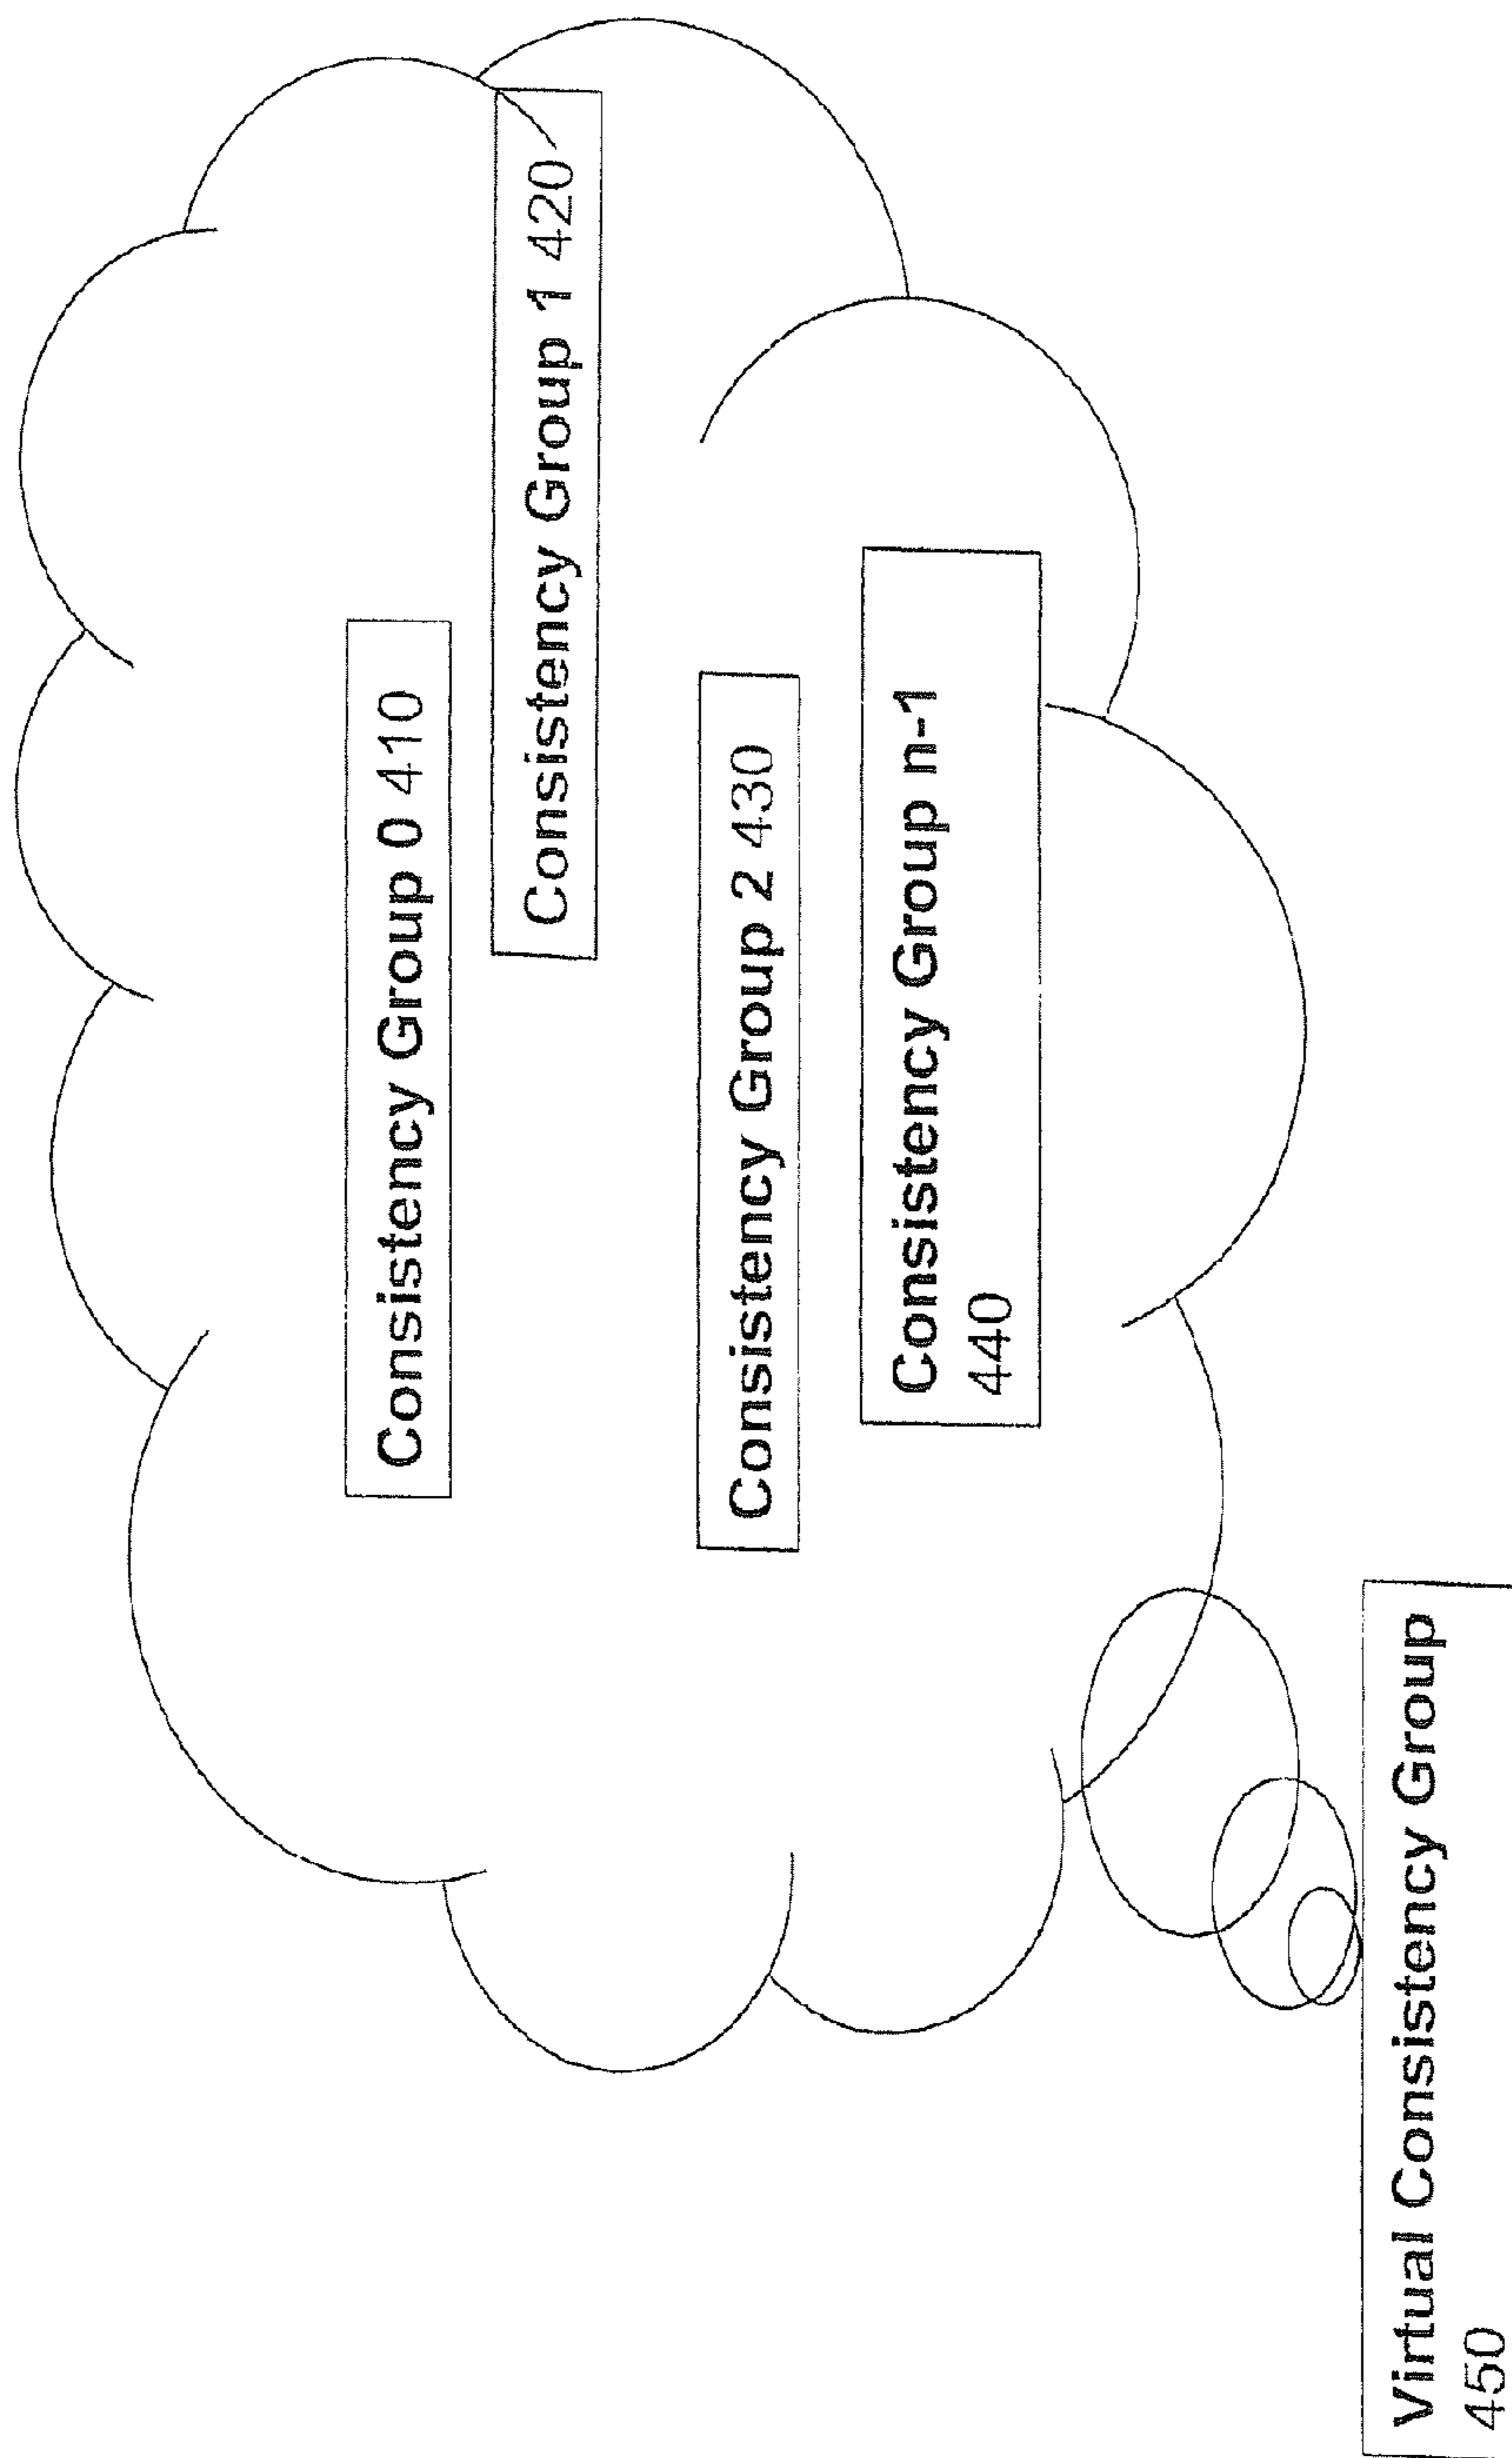 Consistency Group 0 410
Consistency Group 1 420
Consistency Group 2 430
Consistency Group n-1
440
Virtual Consistency Group
450